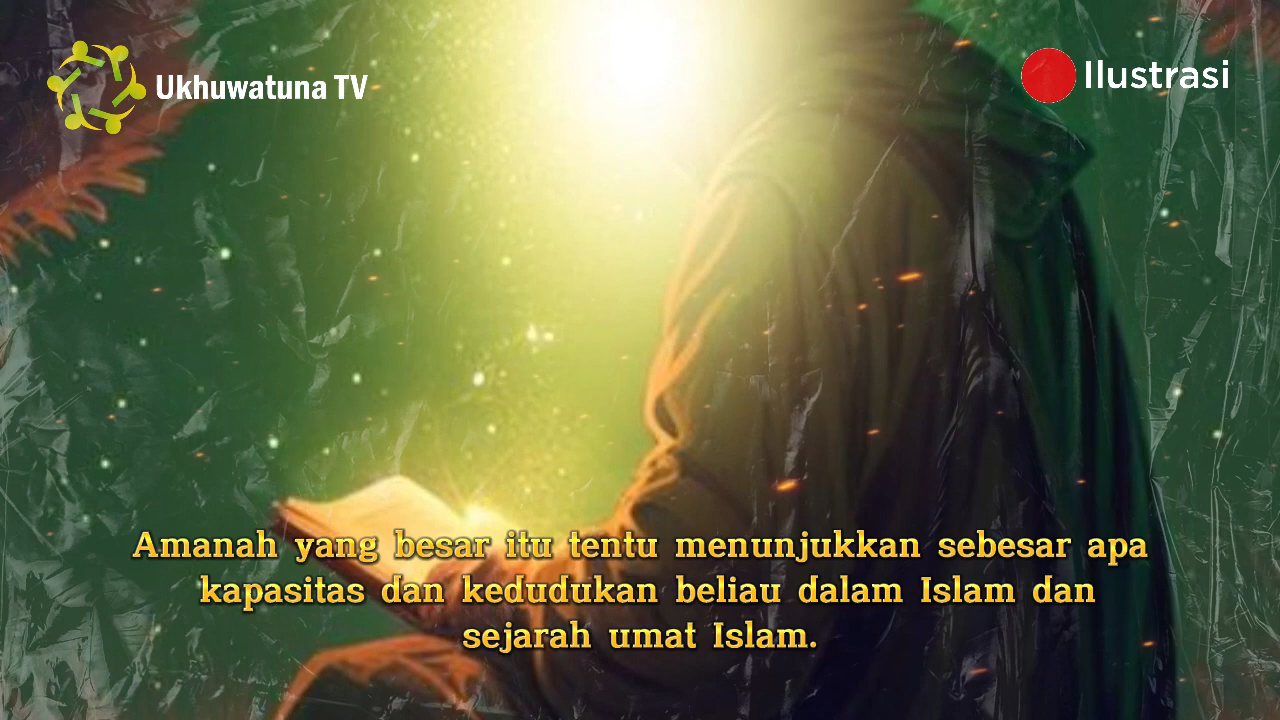 Ukhuwatuna TV
Ilustrasi
Amanah yang besar itu tentu menunjukkan sebesar apa
kapasitas dan kedudukan beliau dalam Islam dan
sejarah umat Islam.